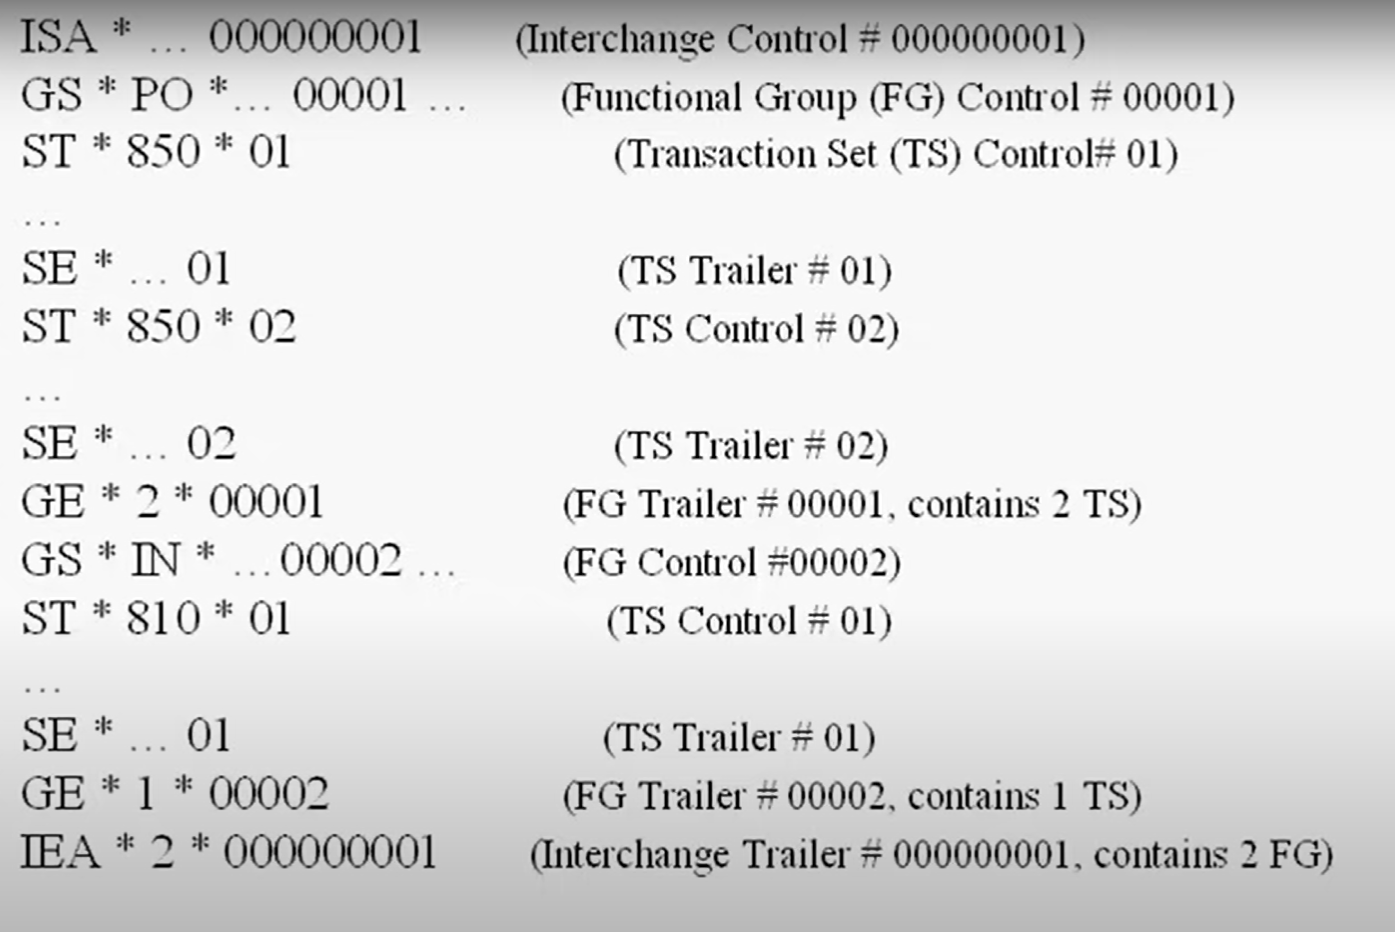 ISA * ... 000000001 (Interchange Control # 000000001)
GS * PO *... 00001 ... (Functional Group (FG) Control # 00001)
ST * 850 * 01 (Transaction Set (TS) Control# 01)
...
SE * ... 01 (TS Trailer # 01)
ST * 850 * 02 (TS Control # 02)
...
SE * ... 02 (TS Trailer # 02)
GE * 2 * 00001 (FG Trailer # 00001, contains 2 TS)
GS * IN * ...00002 ... (FG Control #00002)
ST * 810 * 01 (TS Control # 01)
...
SE * ... 01 (TS Trailer # 01)
GE * 1 * 00002 (FG Trailer # 00002, contains 1 TS)
IEA * 2 * 000000001 (Interchange Trailer # 000000001, contains 2 FG)